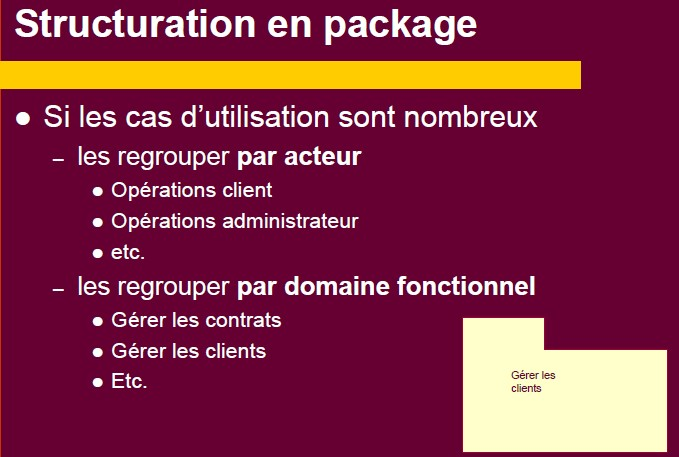 Structuration en package
● Si les cas d’utilisation sont nombreux
– les regrouper par acteur
● Opérations client
● Opérations administrateur
● etc.
– les regrouper par domaine fonctionnel
● Gérer les contrats
● Gérer les clients
● Etc.
Gérer les
clients